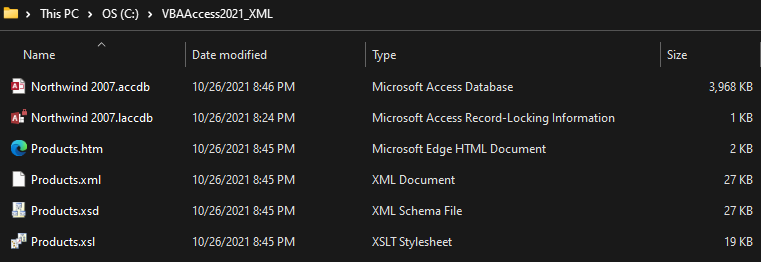 This PC > OS (C:) > VBAAccess2021_XML
Name Date modified Type Size
Northwind 2007.accdb 10/26/2021 8:46 PM Microsoft Access Database 3,968 KB
Northwind 2007.laccdb 10/26/2021 8:24 PM Microsoft Access Record-Locking Information 1 KB
Products.htm 10/26/2021 8:45 PM Microsoft Edge HTML Document 2 KB
Products.xml 10/26/2021 8:45 PM XML Document 27 KB
Products.xsd 10/26/2021 8:45 PM XML Schema File 27 KB
Products.xsl 10/26/2021 8:45 PM XSLT Stylesheet 19 KB